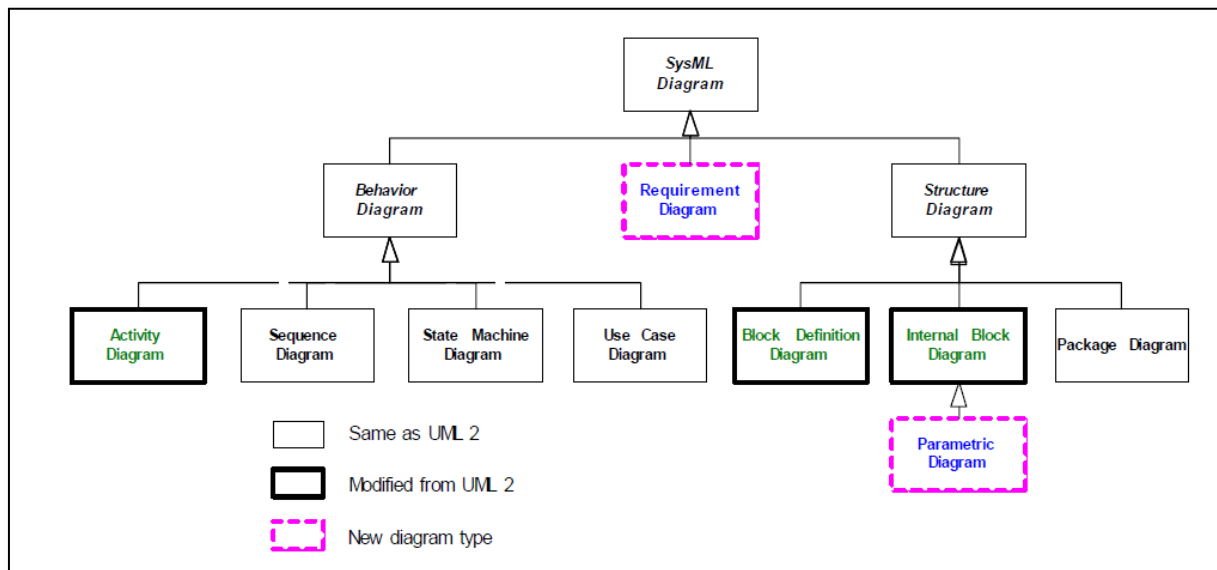 SysML
Diagram
Behavior
Diagram
Requirement
Diagram
Structure
Diagram
Activity
Diagram
Sequence
Diagram
State Machine
Diagram
Use Case
Diagram
Block Definition
Diagram
Internal Block
Diagram
Package Diagram
Parametric
Diagram
Same as UML 2
Modified from UML 2
New diagram type